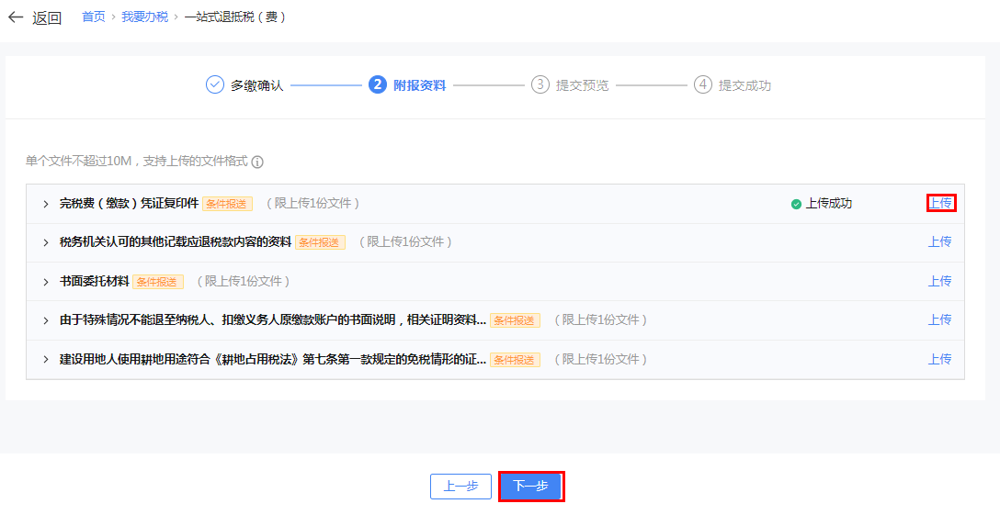 返回 首页 › 我要办税 › 一站式退抵税（费）
多缴确认 2 附报资料 3 提交预览 4 提交成功
单个文件不超过10M，支持上传的文件格式
完税费（缴款）凭证复印件 条件报送 （限上传1份文件） 上传成功 上传
税务机关认可的其他记载应退税款内容的资料 条件报送 （限上传1份文件） 上传
书面委托材料 条件报送 （限上传1份文件） 上传
由于特殊情况不能退至纳税人、扣缴义务人原缴款账户的书面说明，相关证明资料... 条件报送 （限上传1份文件） 上传
建设用地人使用耕地用途符合《耕地占用税法》第七条第一款规定的免税情形的证... 条件报送 （限上传1份文件） 上传
上一步 下一步